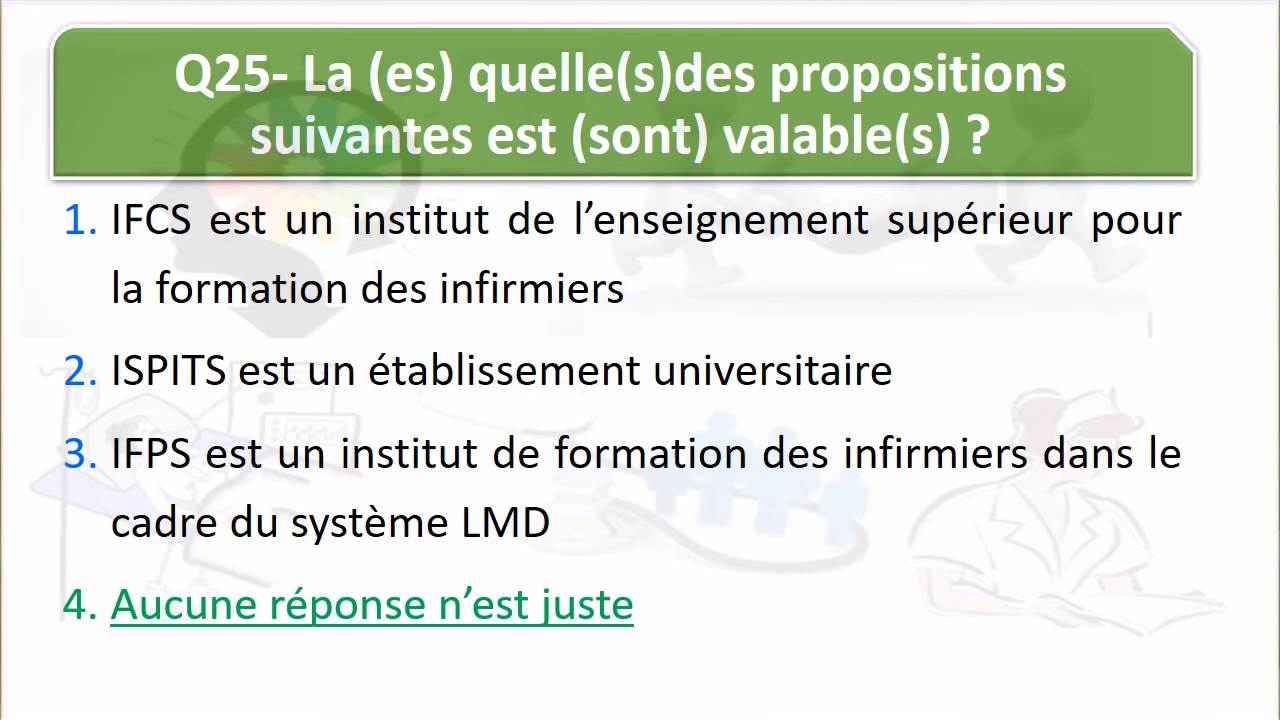 Q25- La (es) quelle(s)des propositions
suivantes est (sont) valable(s) ?
1. IFCS est un institut de l’enseignement supérieur pour
la formation des infirmiers
2. ISPITS est un établissement universitaire
3. IFPS est un institut de formation des infirmiers dans le
cadre du système LMD
4. Aucune réponse n’est juste